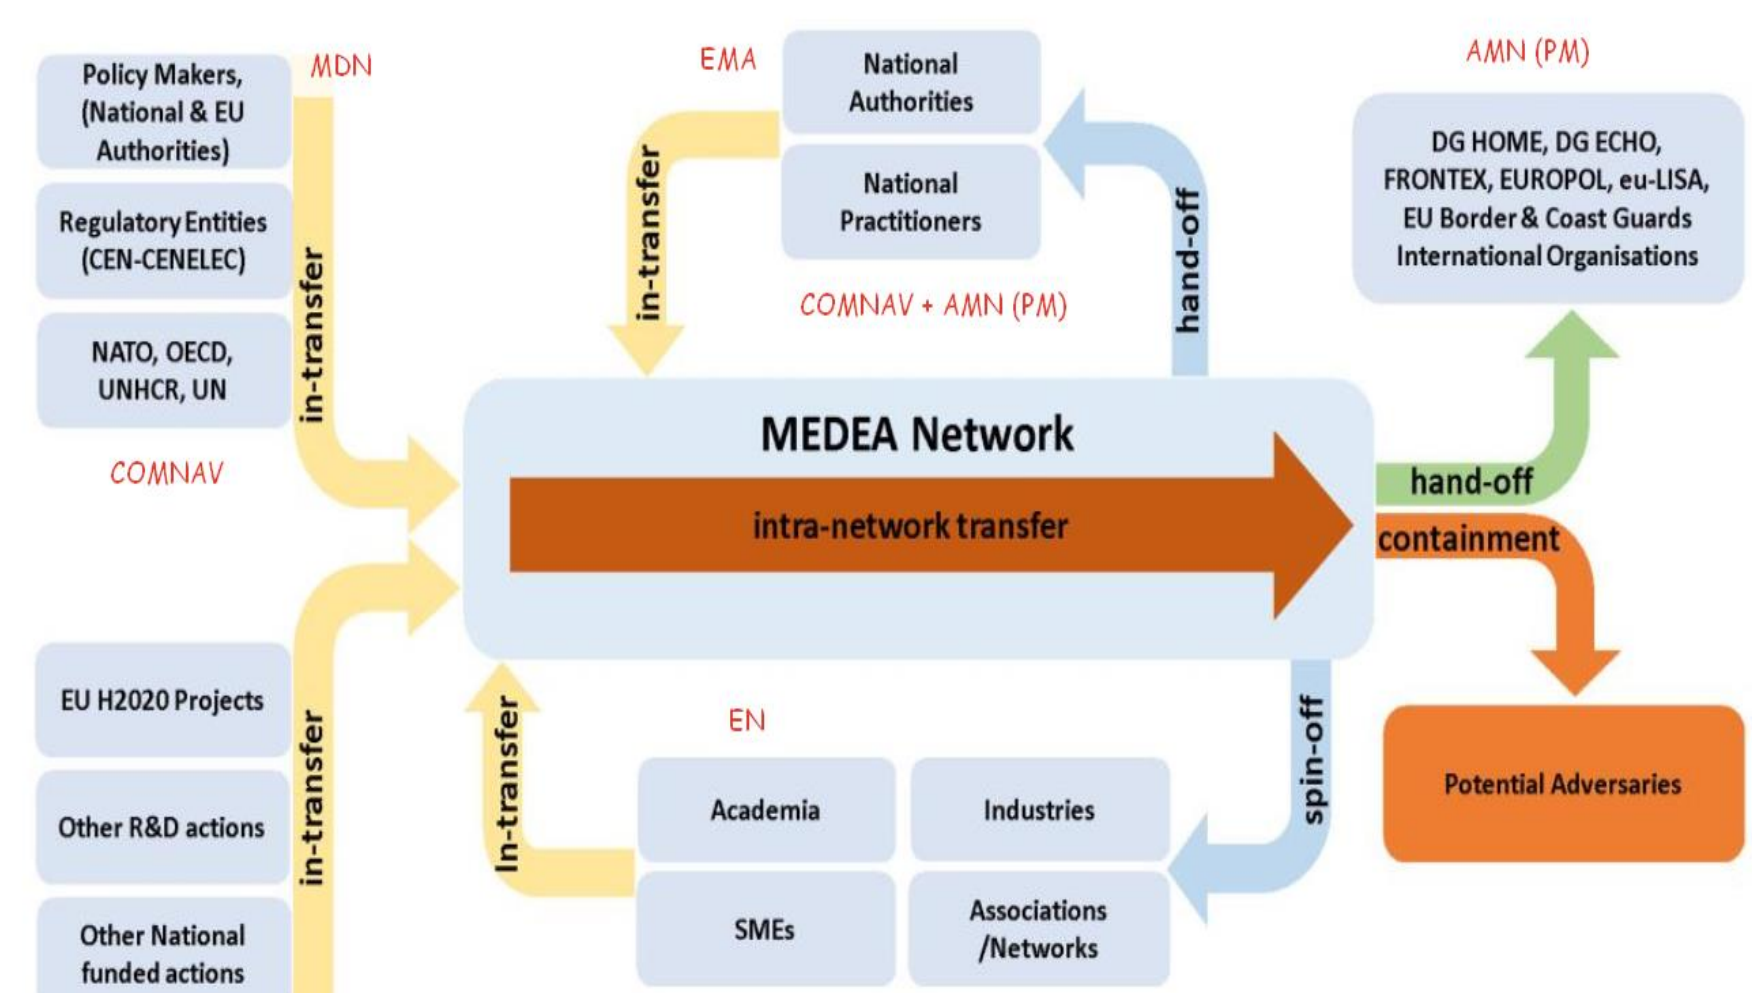 MDN
Policy Makers,
(National & EU
Authorities)
Regulatory Entities
(CEN-CENELEC)
NATO, OECD,
UNHCR, UN
in-transfer
COMNAV
EMA
National
Authorities
National
Practitioners
in-transfer
hand-off
COMNAV + AMN (PM)
AMN (PM)
DG HOME, DG ECHO,
FRONTEX, EUROPOL, eu-LISA,
EU Border & Coast Guards
International Organisations
MEDEA Network
intra-network transfer
hand-off
containment
EU H2020 Projects
Other R&D actions
Other National
funded actions
in-transfer
In-transfer
EN
Academia
Industries
SMEs
Associations
/Networks
spin-off
Potential Adversaries